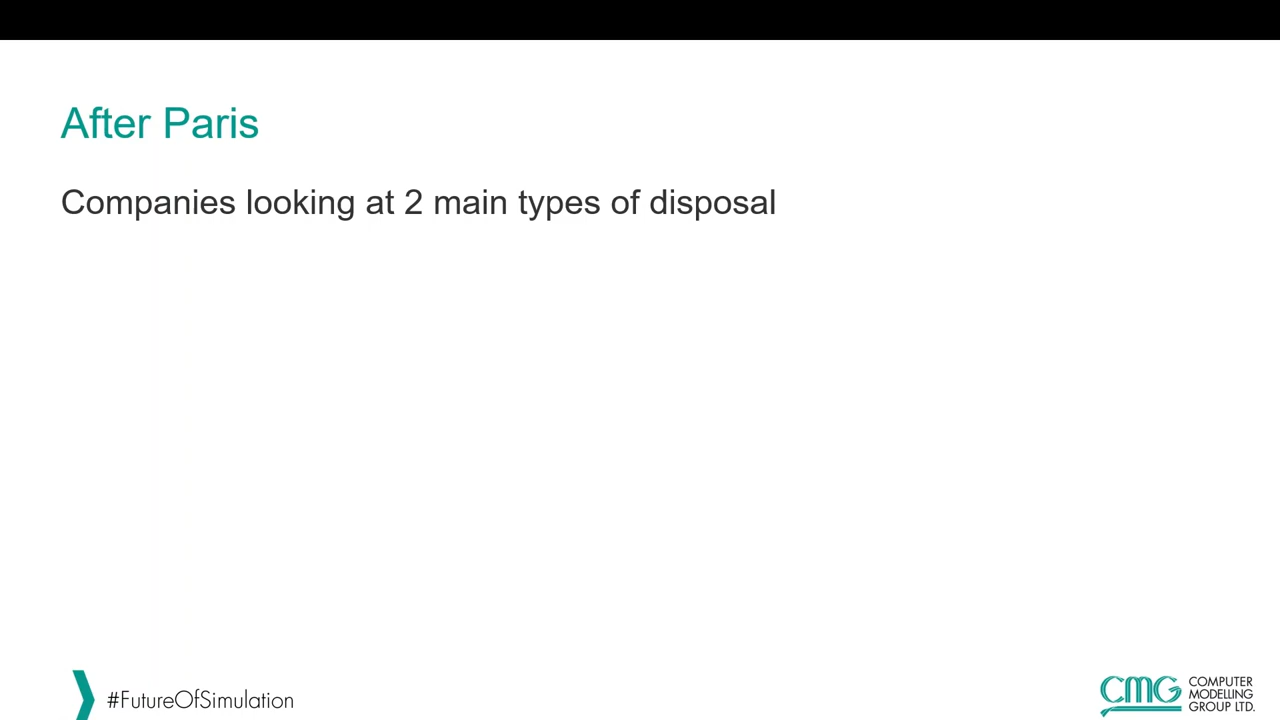 After Paris
Companies looking at 2 main types of disposal
#FutureOfSimulation
CMG
COMPUTER
MODELLING
GROUP LTD.